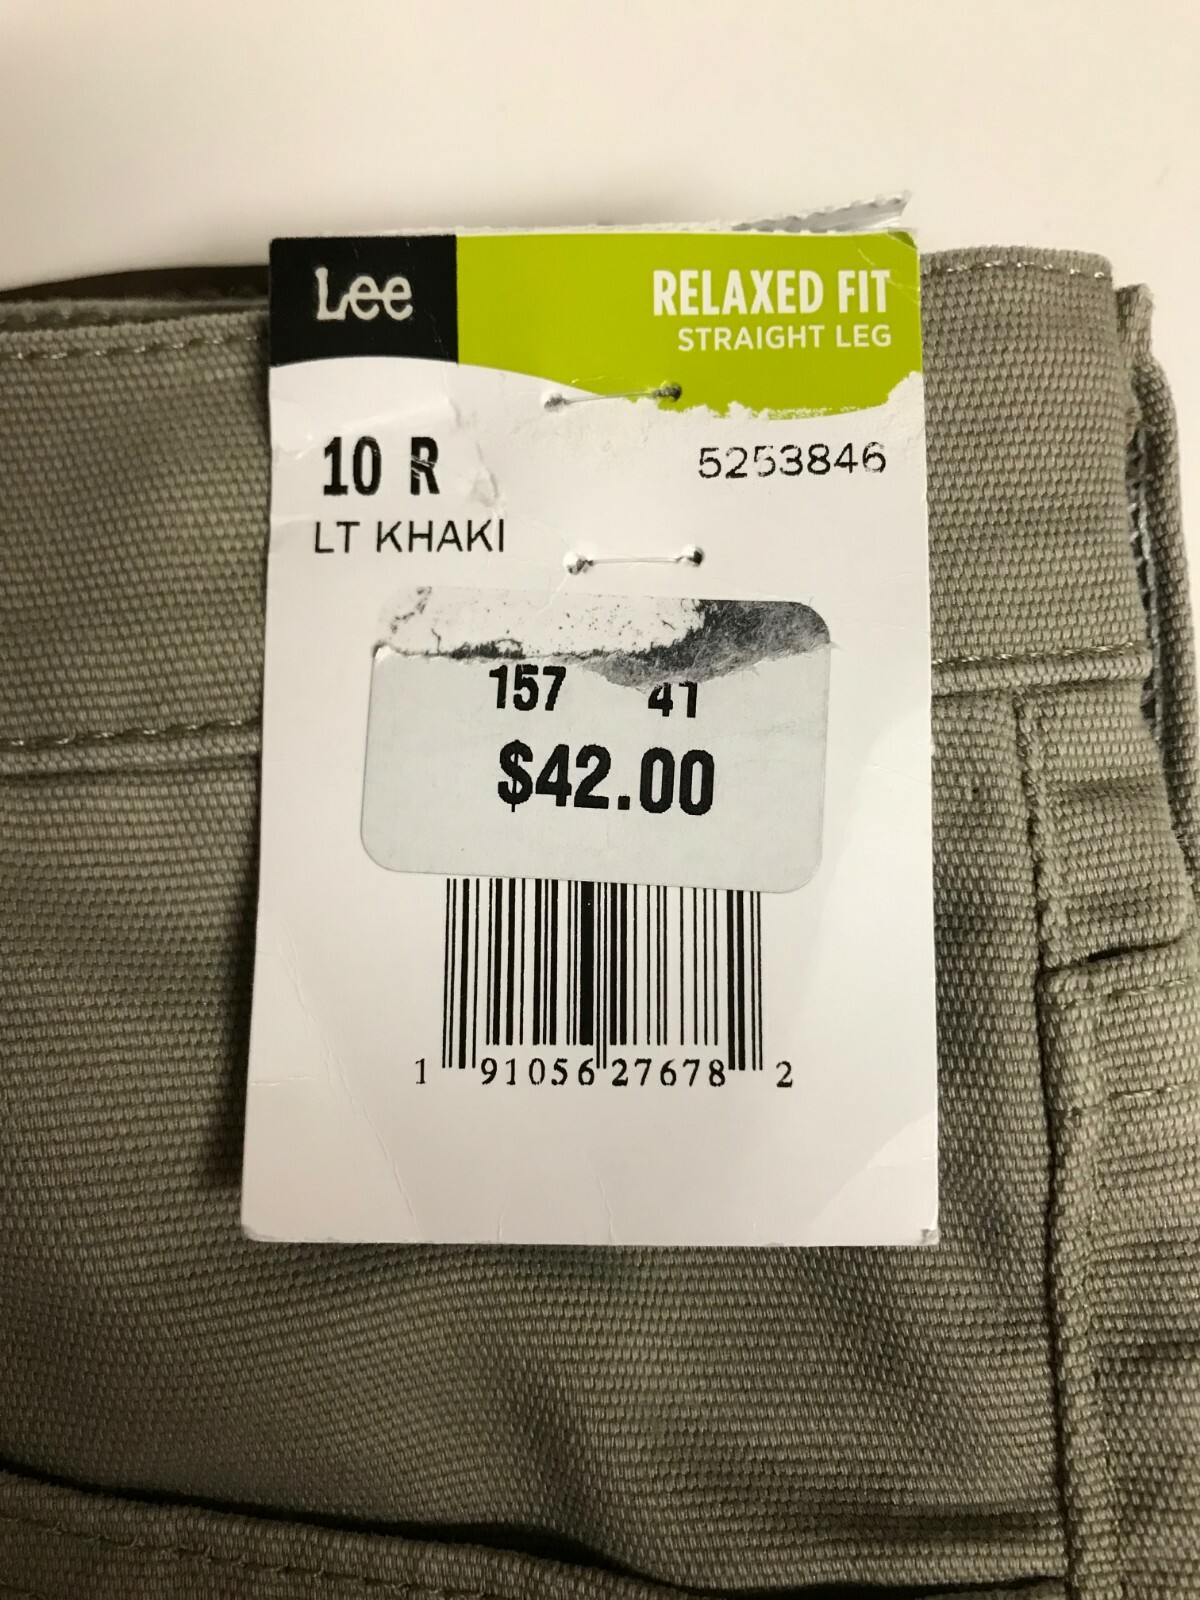 Lee
RELAXED FIT
STRAIGHT LEG
10 R
5253846
LT KHAKI
157 41
$42.00
1 91056 27678 2